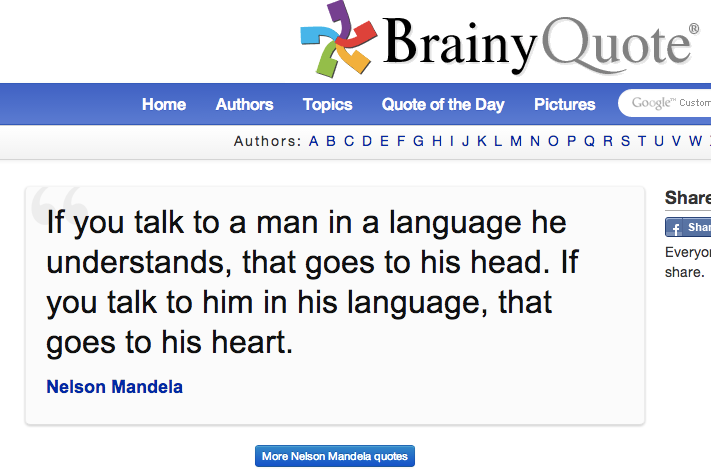 BrainyQuote®
Home Authors Topics Quote of the Day Pictures Google™ Custom
Authors: A B C D E F G H I J K L M N O P Q R S T U V W
If you talk to a man in a language he
understands, that goes to his head. If
you talk to him in his language, that
goes to his heart.
Nelson Mandela
More Nelson Mandela quotes
Share
f Shar
Everyo
share.